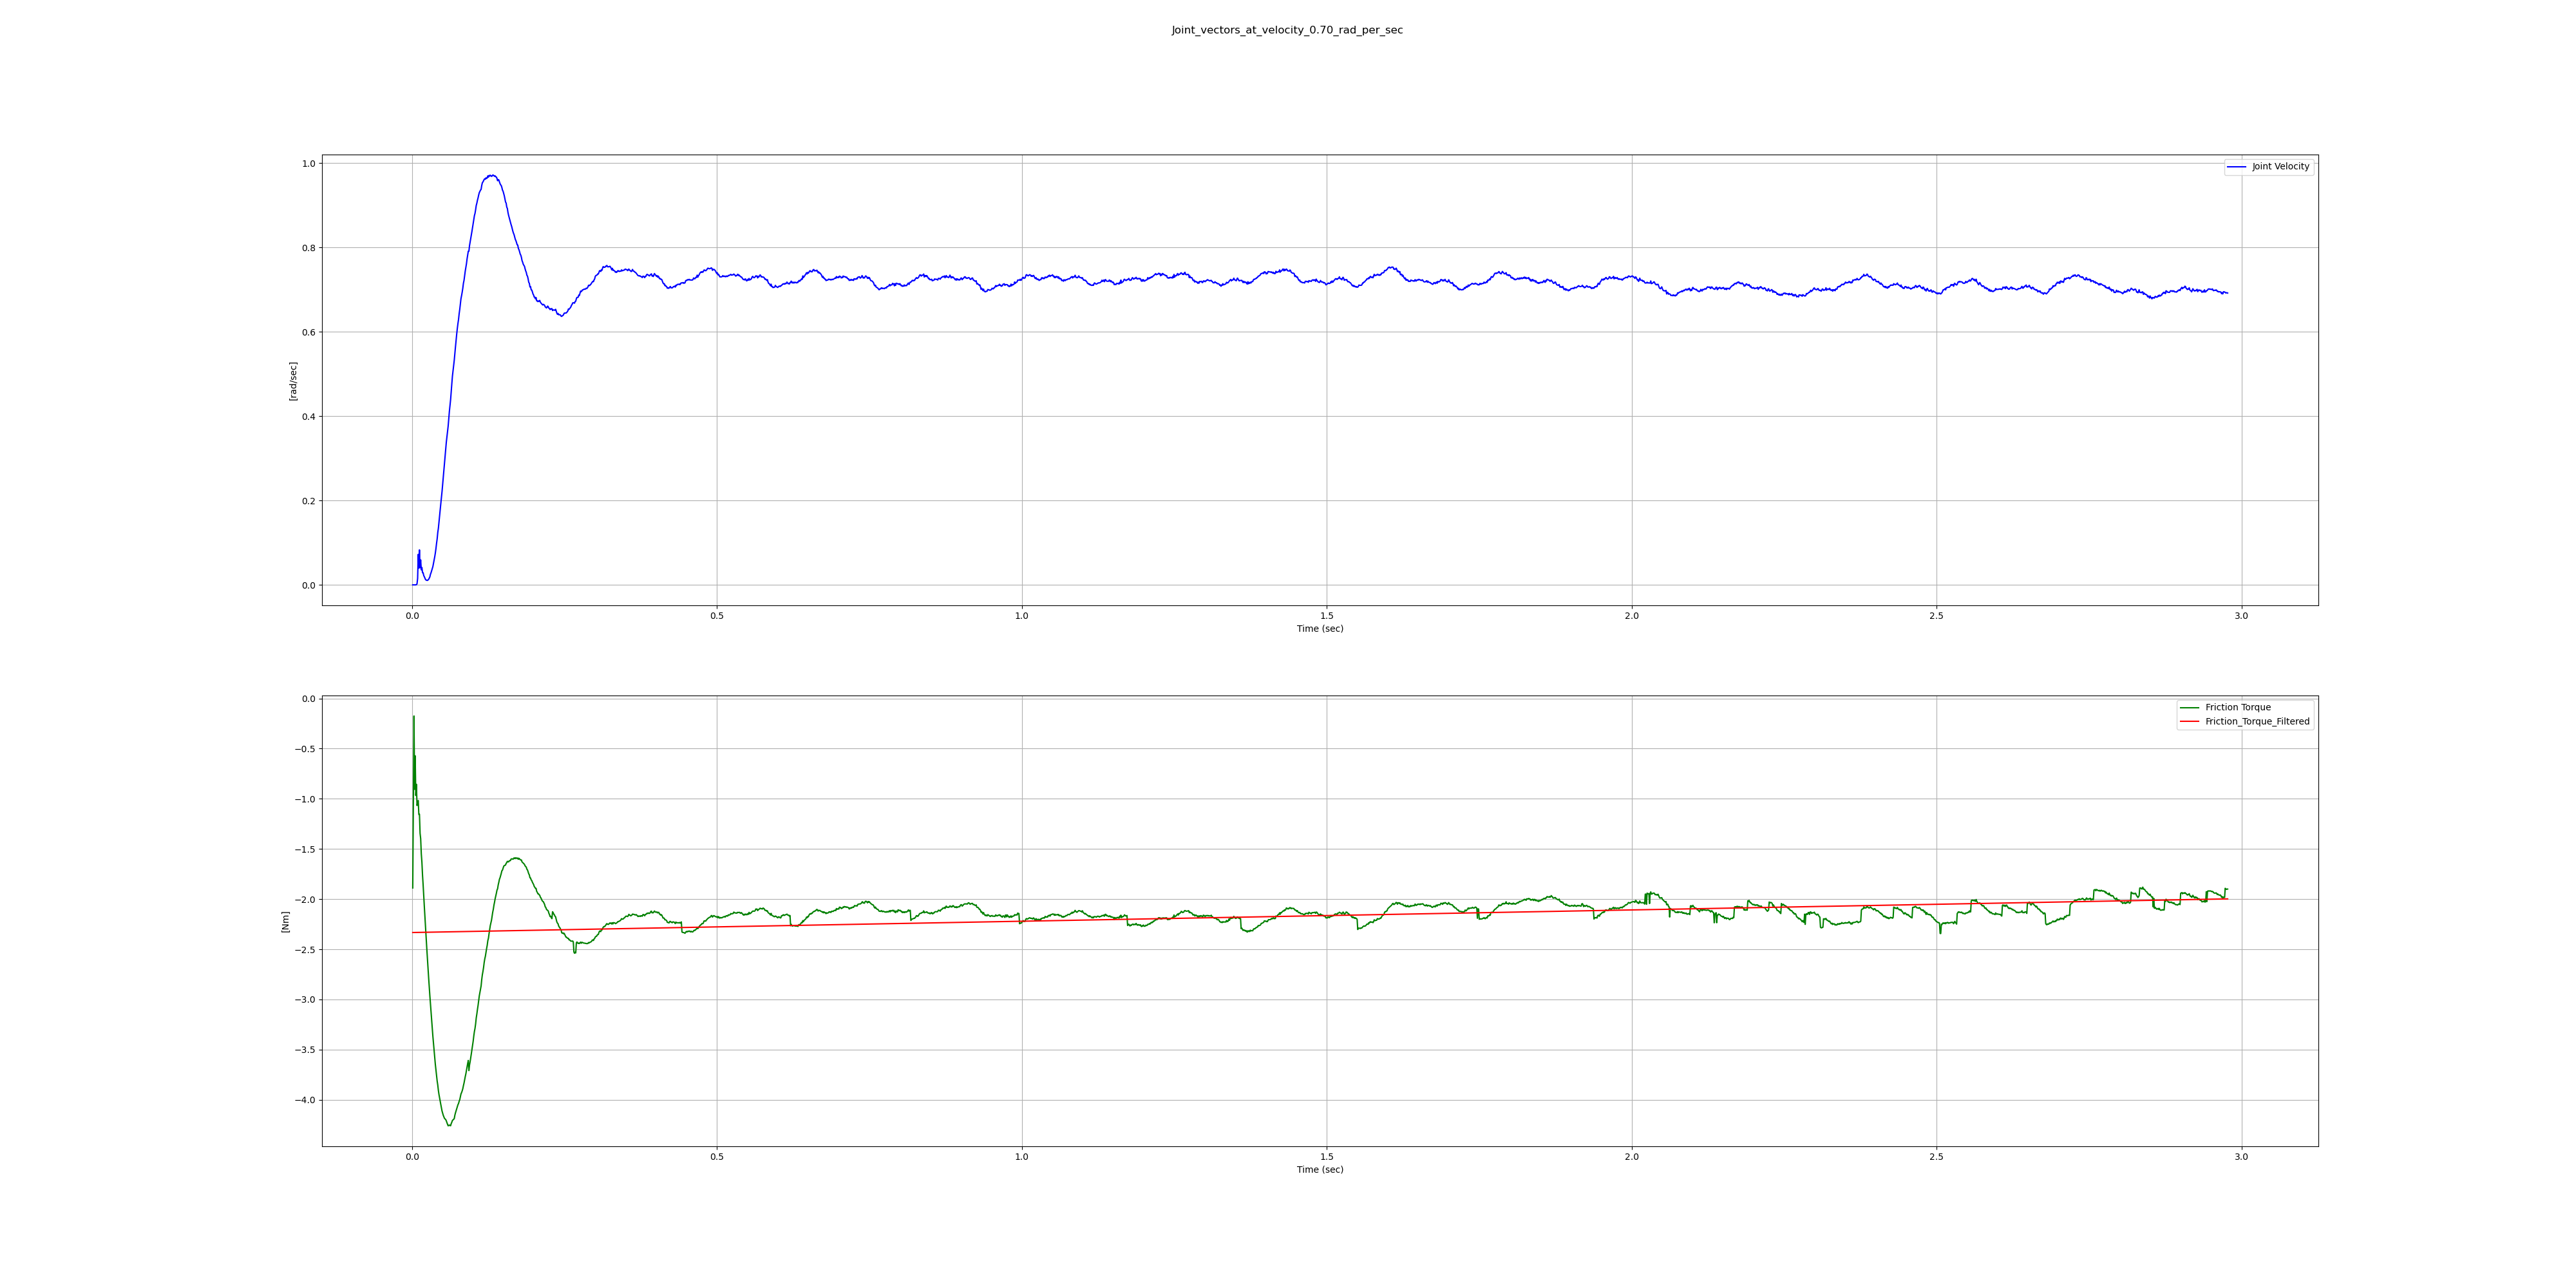 Joint_vectors_at_velocity_0.70_rad_per_sec
Joint Velocity
1.0
0.8
0.6
0.4
0.2
0.0
[rad/sec]
0.0 0.5 1.0 1.5 2.0 2.5 3.0
Time (sec)
Friction Torque
Friction_Torque_Filtered
0.0
−0.5
−1.0
−1.5
−2.0
−2.5
−3.0
−3.5
−4.0
[Nm]
0.0 0.5 1.0 1.5 2.0 2.5 3.0
Time (sec)